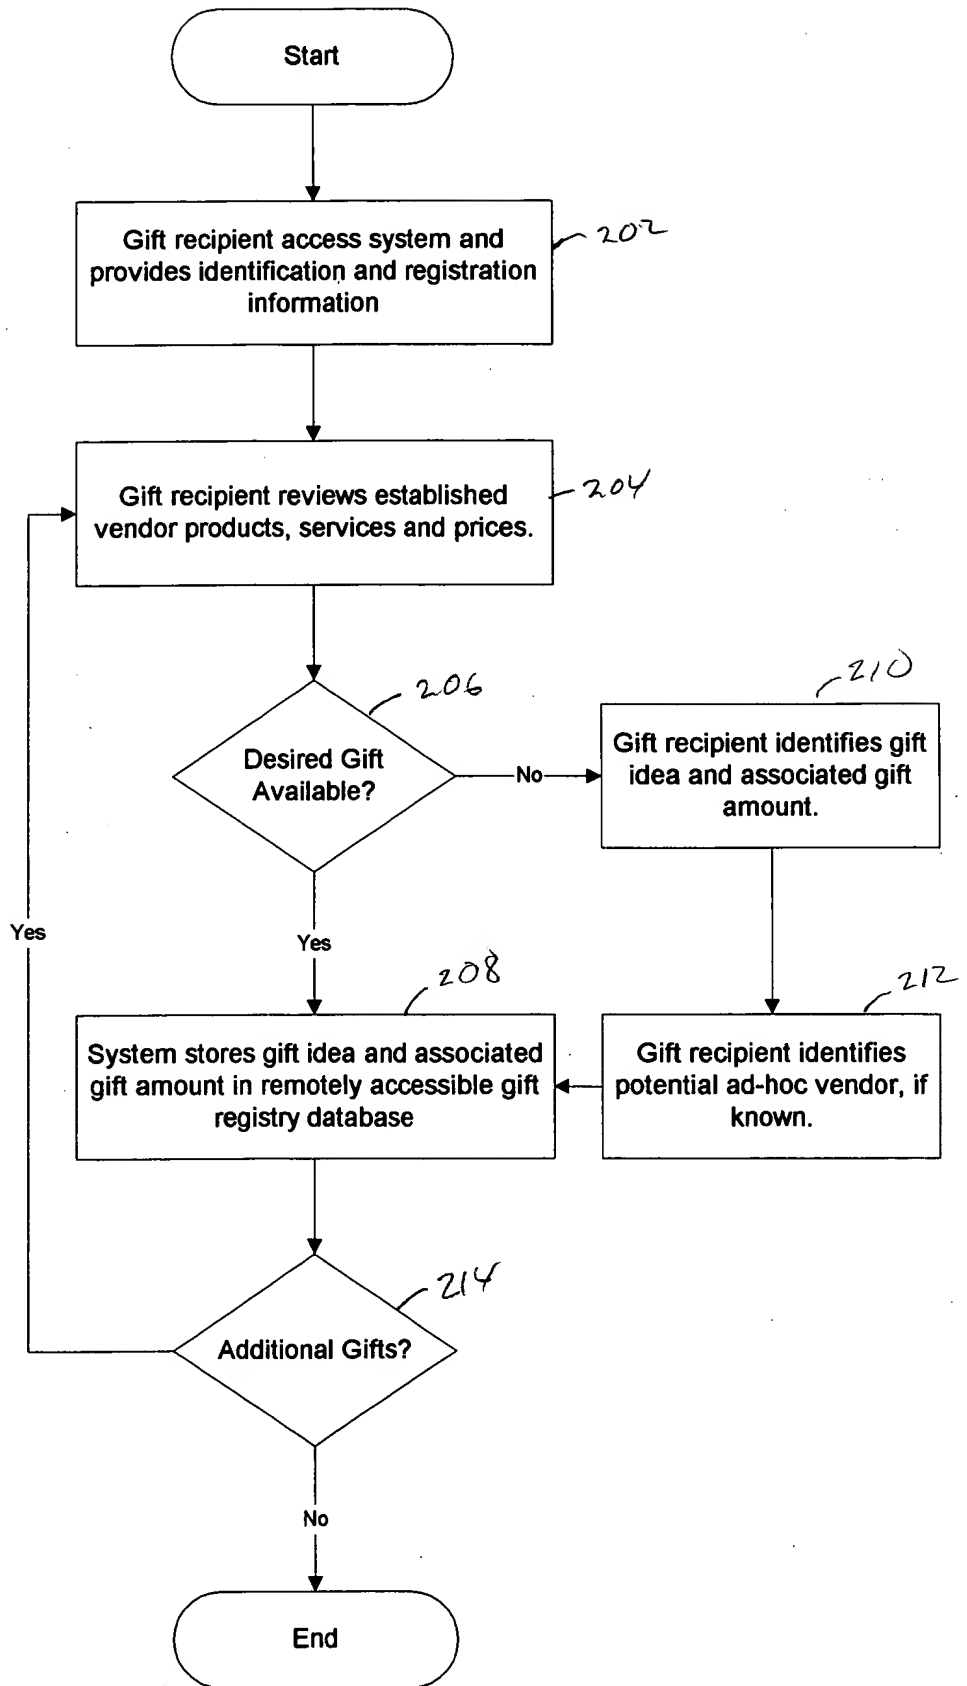 Start
Gift recipient access system and
provides identification and registration
information
202
Gift recipient reviews established
vendor products, services and prices.
204
Desired Gift
Available?
206
No
210
Gift recipient identifies gift
idea and associated gift
amount.
Yes
Yes
208
212
System stores gift idea and associated
gift amount in remotely accessible gift
registry database
Gift recipient identifies
potential ad-hoc vendor, if
known.
214
Additional Gifts?
No
End